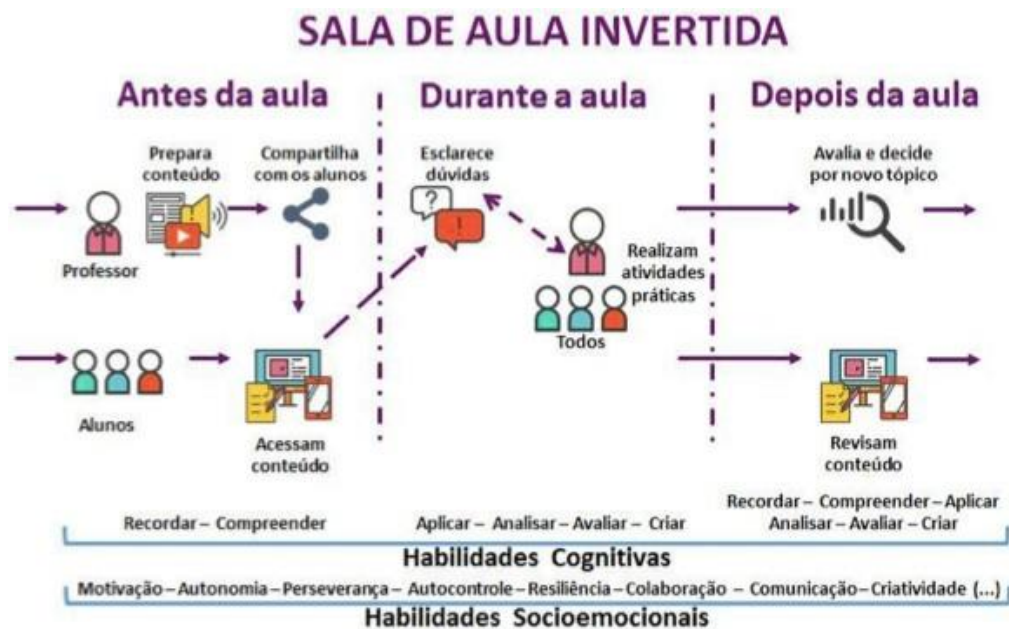 SALA DE AULA INVERTIDA
Antes da aula
Durante a aula
Depois da aula
Prepara
conteúdo
Compartilha
com os alunos
Esclarece
dúvidas
Avalia e decide
por novo tópico
?
!
Professor
Realizam
atividades
práticas
Todos
Alunos
Acessam
conteúdo
Revisam
conteúdo
Recordar – Compreender
Aplicar – Analisar – Avaliar – Criar
Recordar – Compreender – Aplicar
Analisar – Avaliar – Criar
Habilidades Cognitivas
Motivação – Autonomia – Perseverança – Autocontrole – Resiliência – Colaboração – Comunicação – Criatividade (...)
Habilidades Socioemocionais